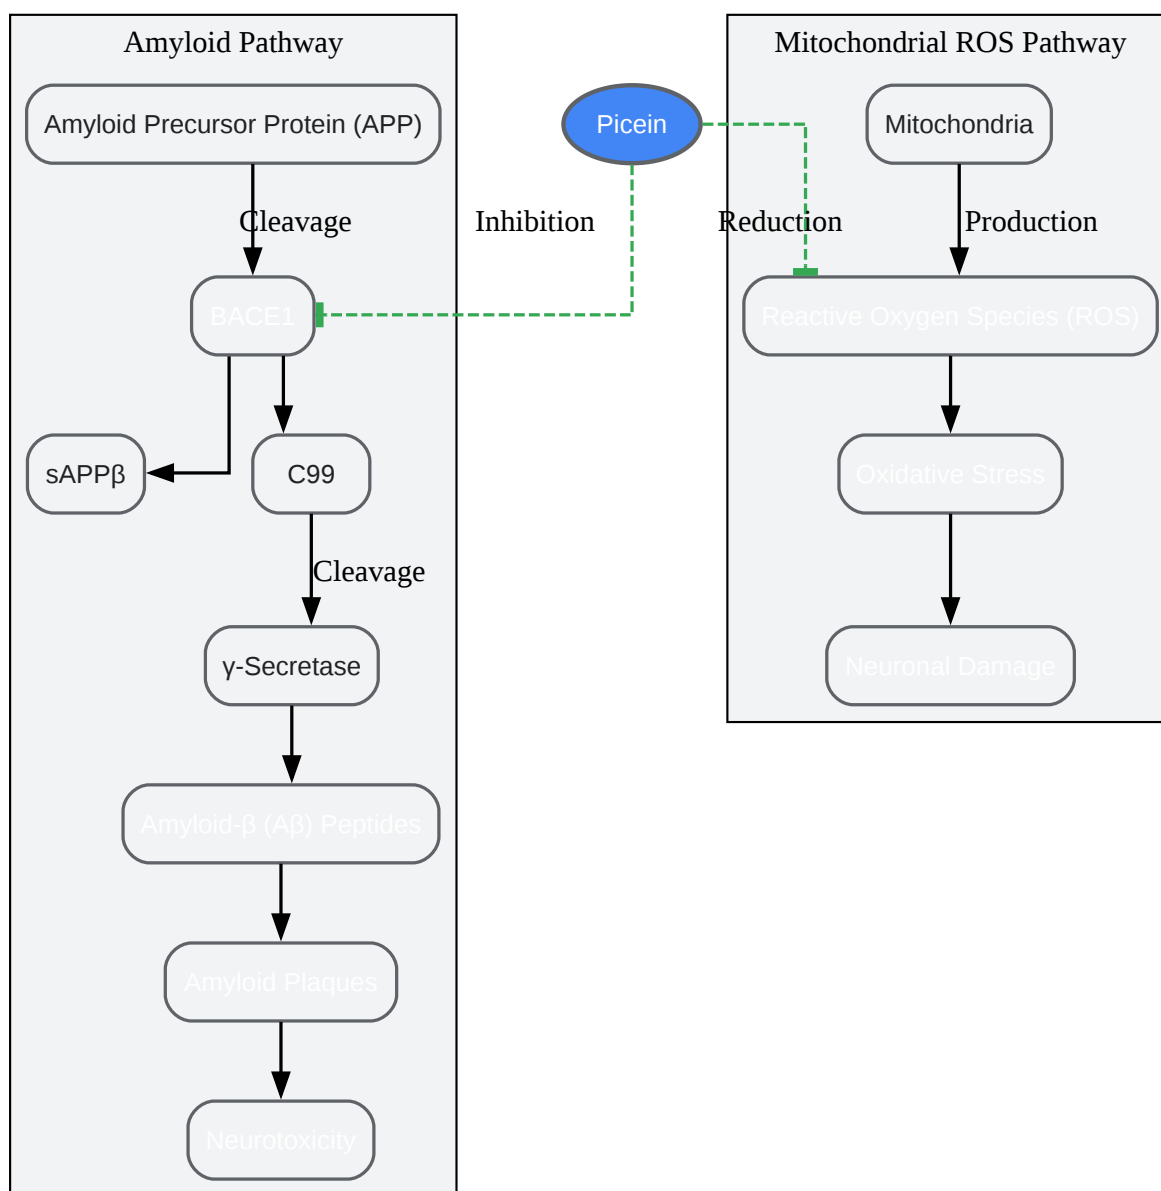 Amyloid Pathway
Mitochondrial ROS Pathway
Amyloid Precursor Protein (APP)
Picein
Mitochondria
Cleavage
Inhibition
Reduction
Production
BACE1
Reactive Oxygen Species (ROS)
sAPPβ
C99
Oxidative Stress
Cleavage
γ-Secretase
Neuronal Damage
Amyloid-β (Aβ) Peptides
Amyloid Plaques
Neurotoxicity